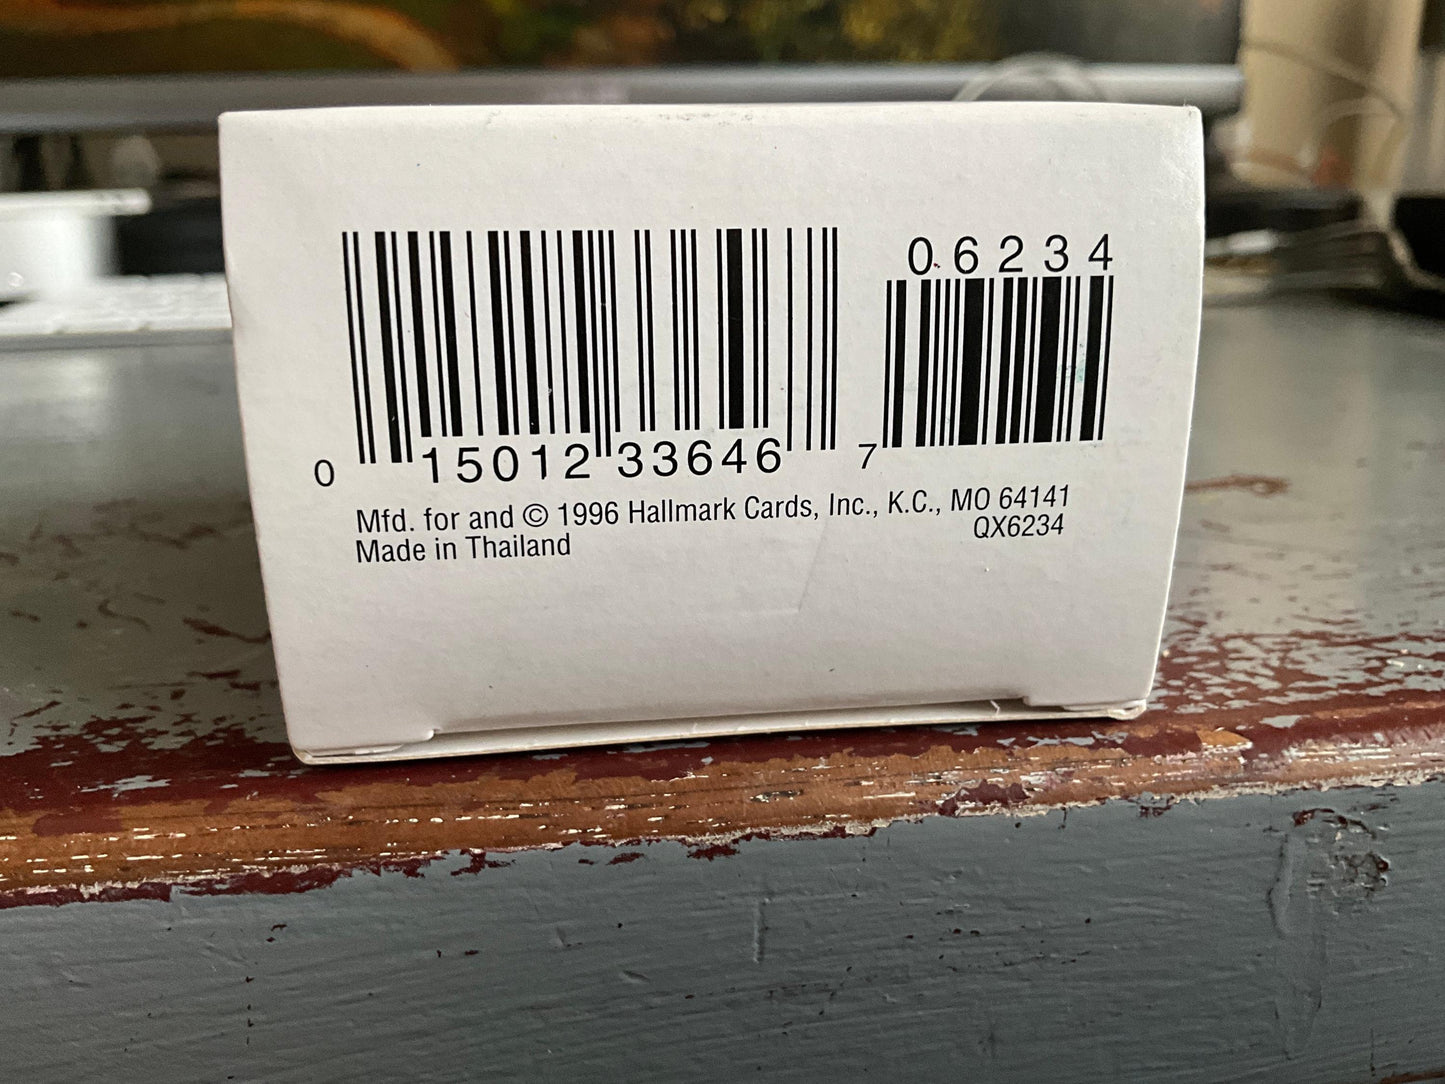 06234
0 15012 33646 7
Mfd. for and © 1996 Hallmark Cards, Inc., K.C., MO 64141
QX6234
Made in Thailand